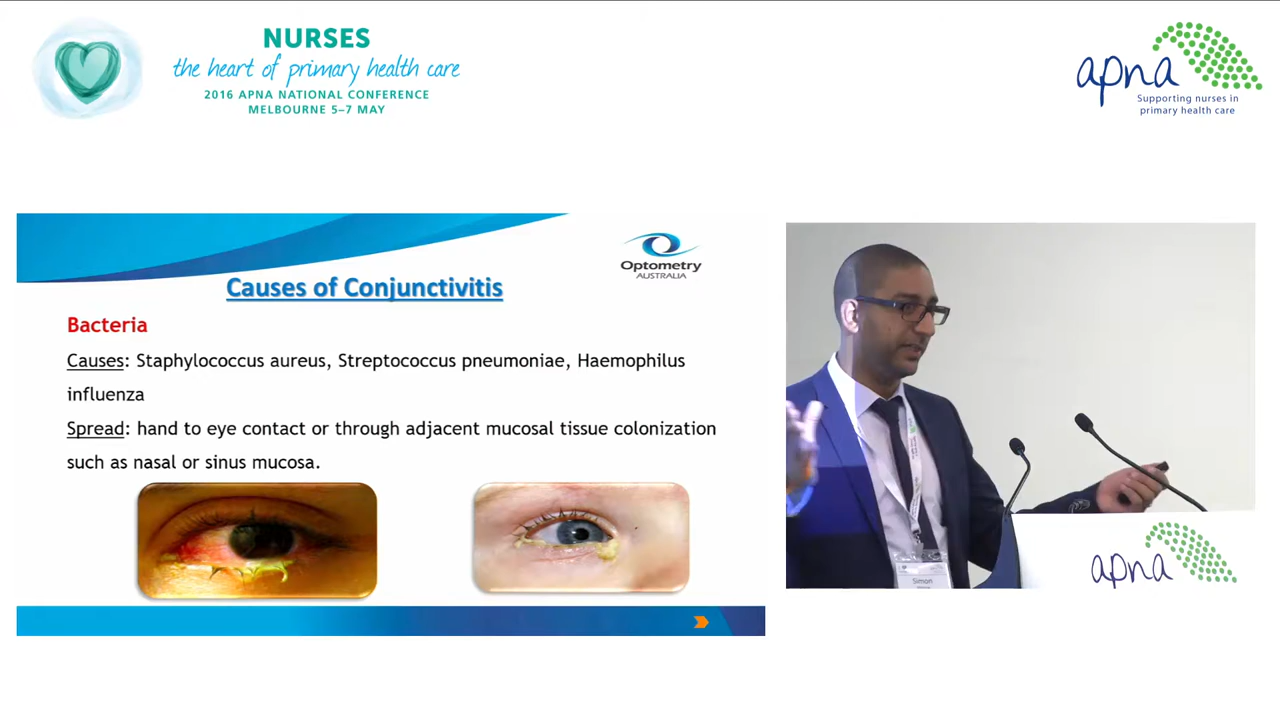 NURSES
the heart of primary health care
2016 APNA NATIONAL CONFERENCE
MELBOURNE 5–7 MAY
apna
Supporting nurses in
primary health care
Optometry
AUSTRALIA
Causes of Conjunctivitis
Bacteria
Causes: Staphylococcus aureus, Streptococcus pneumoniae, Haemophilus
influenza
Spread: hand to eye contact or through adjacent mucosal tissue colonization
such as nasal or sinus mucosa.
Simon
apna